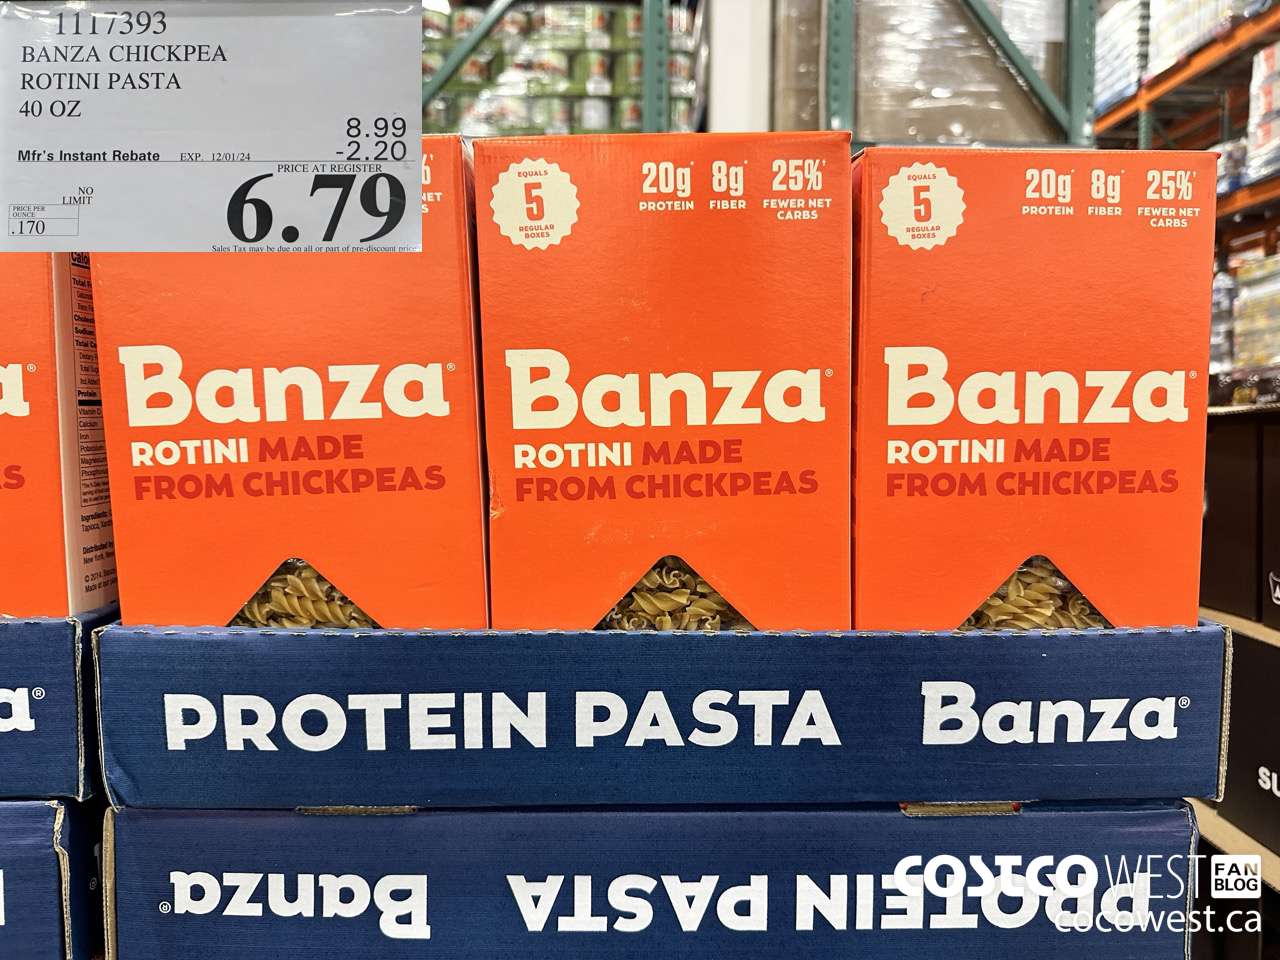 1117393
BANZA CHICKPEA
ROTINI PASTA
40 OZ
8.99
Mfr's Instant Rebate EXP. 12/01/24 -2.20
PRICE AT REGISTER
6.79
NO
LIMIT
PRICE PER
OUNCE
.170
Sales Tax may be due on all or part of pre-discount price
EQUALS
5
REGULAR
BOXES
20g* 8g* 25%†
PROTEIN FIBER FEWER NET
CARBS
EQUALS
5
REGULAR
BOXES
20g* 8g* 25%†
PROTEIN FIBER FEWER NET
CARBS
Banza®
ROTINI MADE
FROM CHICKPEAS
Banza®
ROTINI MADE
FROM CHICKPEAS
Banza®
ROTINI MADE
FROM CHICKPEAS
PROTEIN PASTA Banza®
PROTEIN PASTA Banza®
COSTCO WEST FAN
BLOG
cocowest.ca